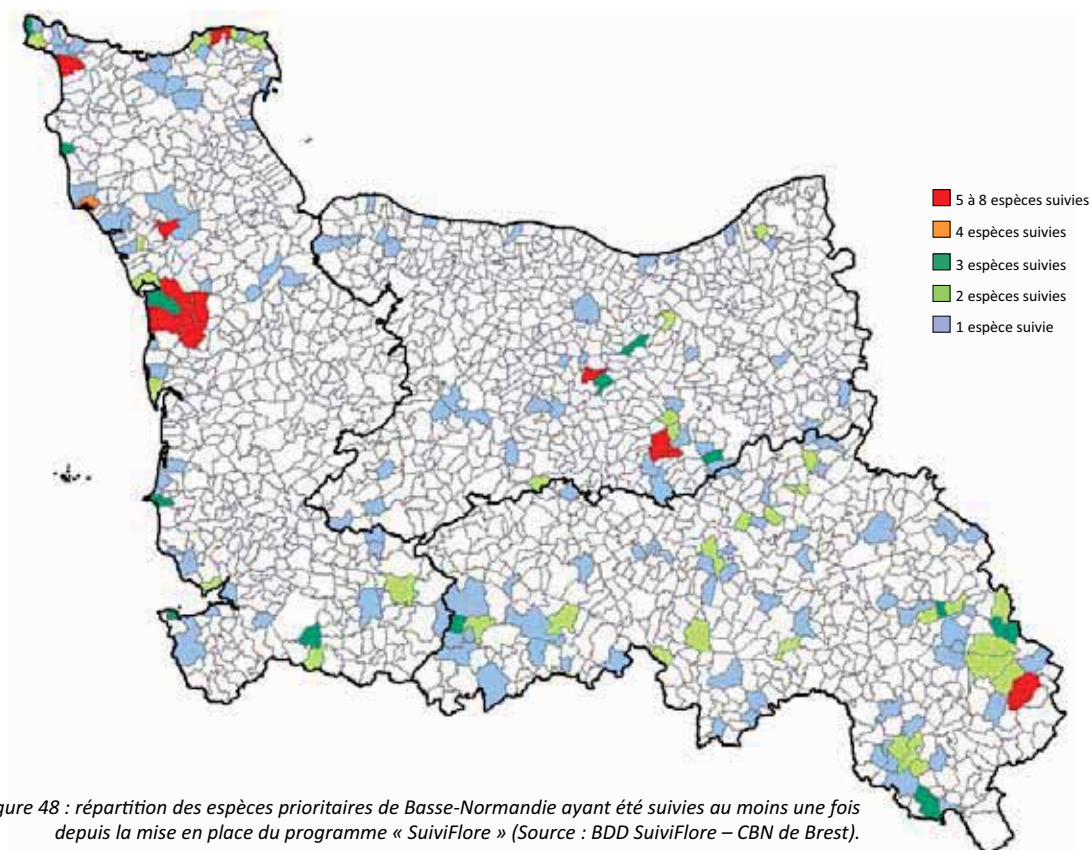 5 à 8 espèces suivies
4 espèces suivies
3 espèces suivies
2 espèces suivies
1 espèce suivie
gure 48 : répartition des espèces prioritaires de Basse-Normandie ayant été suivies au moins une fois
depuis la mise en place du programme « SuiviFlore » (Source : BDD SuiviFlore – CBN de Brest).